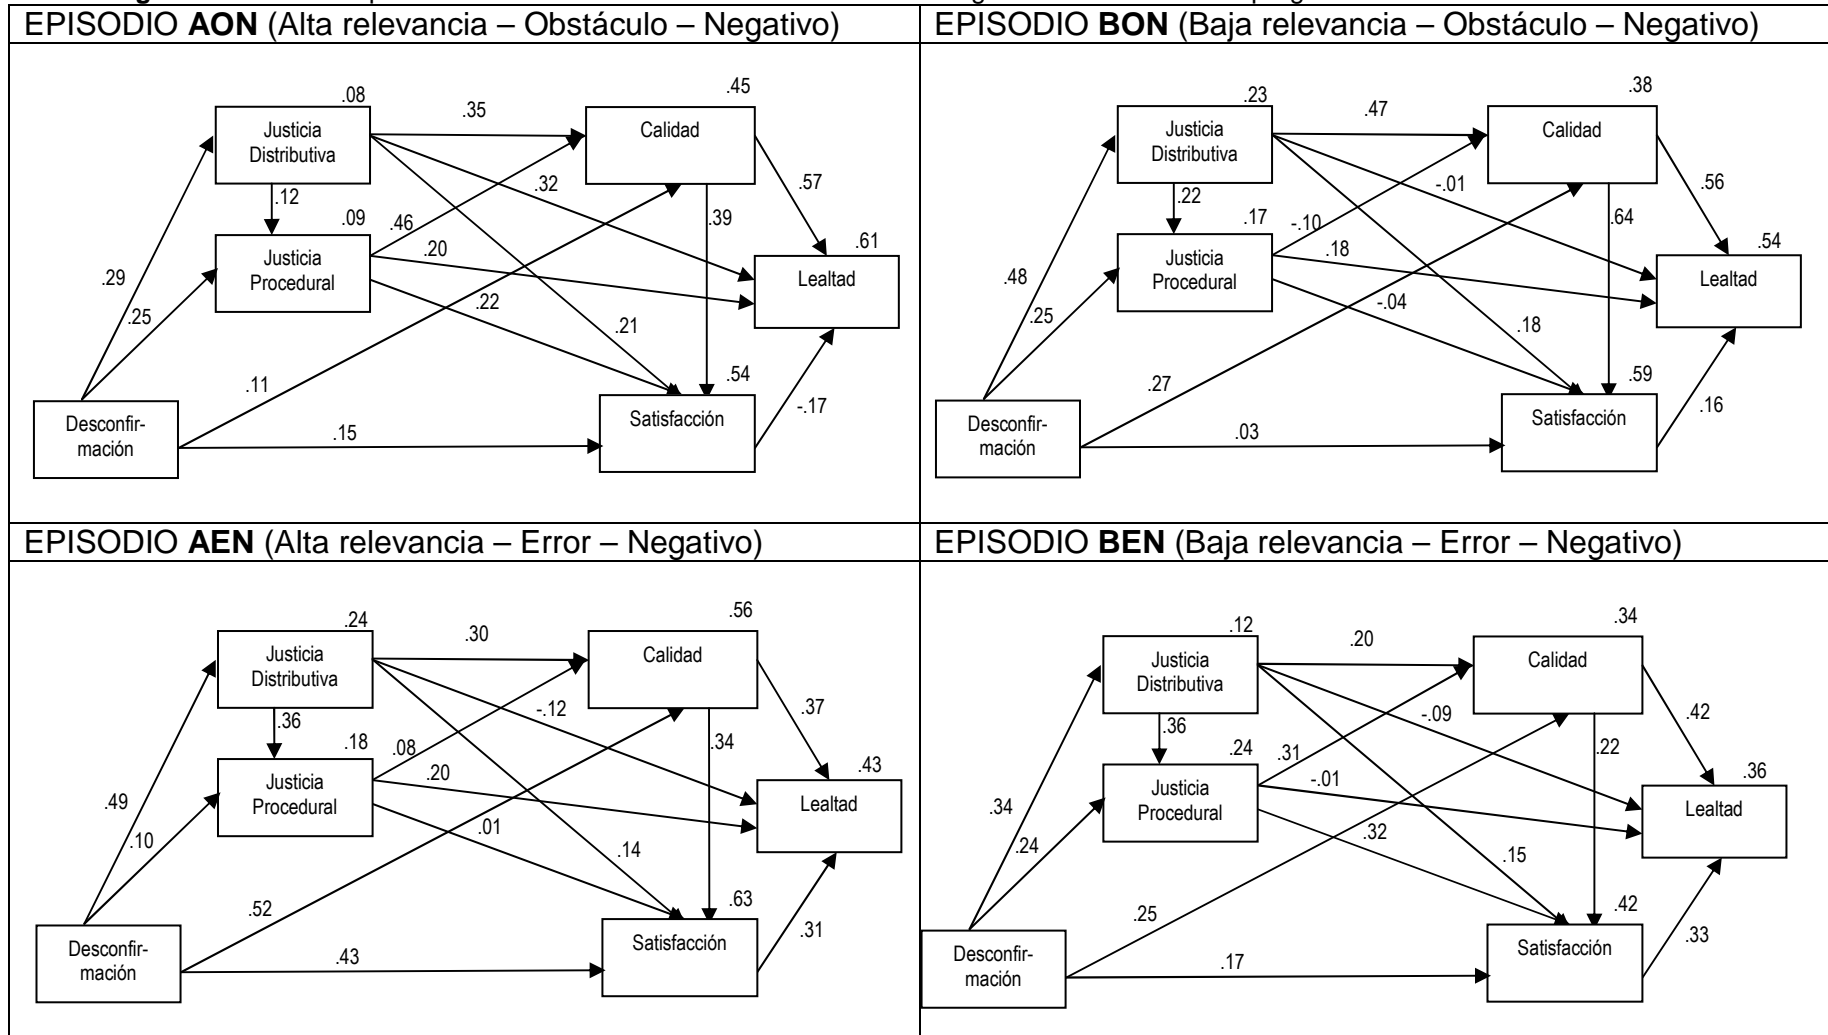 EPISODIO AON (Alta relevancia – Obstáculo – Negativo)
.08
.35
.45
Justicia
Distributiva
Calidad
.12
.32
.57
.09
.46
.39
.20
.61
Justicia
Procedural
Lealtad
.29
.25
.22
.21
.11
.54
Desconfir-
mación
Satisfacción
-.17
.15
EPISODIO BON (Baja relevancia – Obstáculo – Negativo)
.23
.47
.38
Justicia
Distributiva
Calidad
.22
-.01
.56
.17
-.10
.64
.18
.54
Justicia
Procedural
Lealtad
.48
.25
-.04
.18
.27
.59
Desconfir-
mación
Satisfacción
.16
.03
EPISODIO AEN (Alta relevancia – Error – Negativo)
.24
.30
.56
Justicia
Distributiva
Calidad
.36
-.12
.37
.18
.08
.34
.20
.43
Justicia
Procedural
Lealtad
.49
.10
.01
.14
.52
.63
Desconfir-
mación
Satisfacción
.31
.43
EPISODIO BEN (Baja relevancia – Error – Negativo)
.12
.20
.34
Justicia
Distributiva
Calidad
.36
-.09
.42
.24
.31
.22
-.01
.36
Justicia
Procedural
Lealtad
.34
.24
.32
.15
.25
.42
Desconfir-
mación
Satisfacción
.33
.17